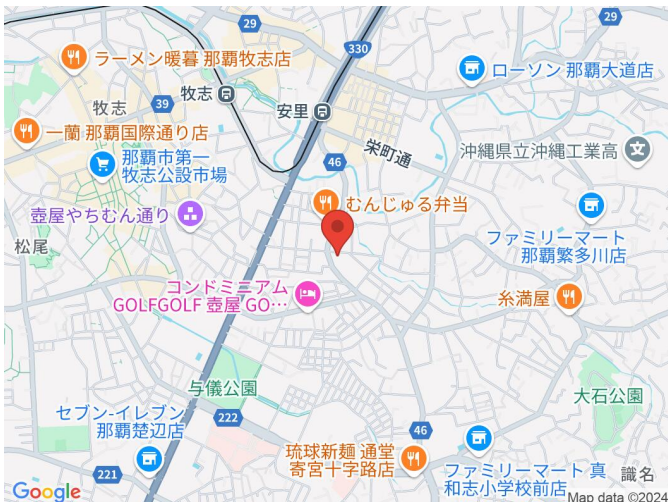 29
29
330
ラーメン暖暮 那覇牧志店
ローソン 那覇大道店
牧志
牧志
39
安里
一蘭 那覇国際通り店
栄町通
沖縄県立沖縄工業高
那覇市第一
牧志公設市場
46
むんじゅる弁当
壺屋やちむん通り
松尾
ファミリーマート
那覇繁多川店
コンドミニアム
GOLFGOLF 壺屋 GO…
糸満屋
与儀公園
大石公園
セブン-イレブン
那覇楚辺店
222
46
琉球新麺 通堂
寄宮十字路店
221
ファミリーマート 真
和志小学校前店
識名
Google
Map data ©2024